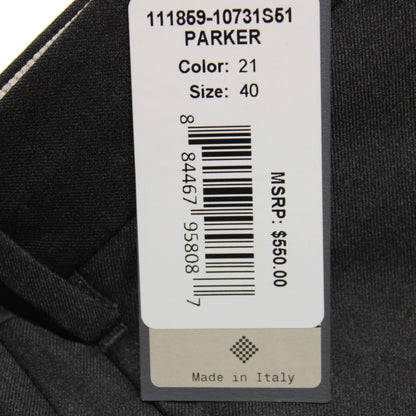 111859-10731S51
PARKER
Color: 21
Size: 40
8 84467 95808 7
MSRP: $550.00
Made in Italy